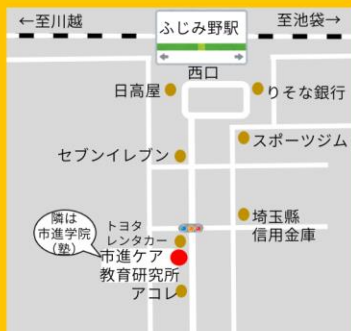 ←至川越
至池袋→
ふじみ野駅
西口
日高屋
りそな銀行
スポーツジム
セブンイレブン
隣は
市進学院
（塾）
トヨタ
レンタカー
埼玉縣
信用金庫
市進ケア
教育研究所
アコレ